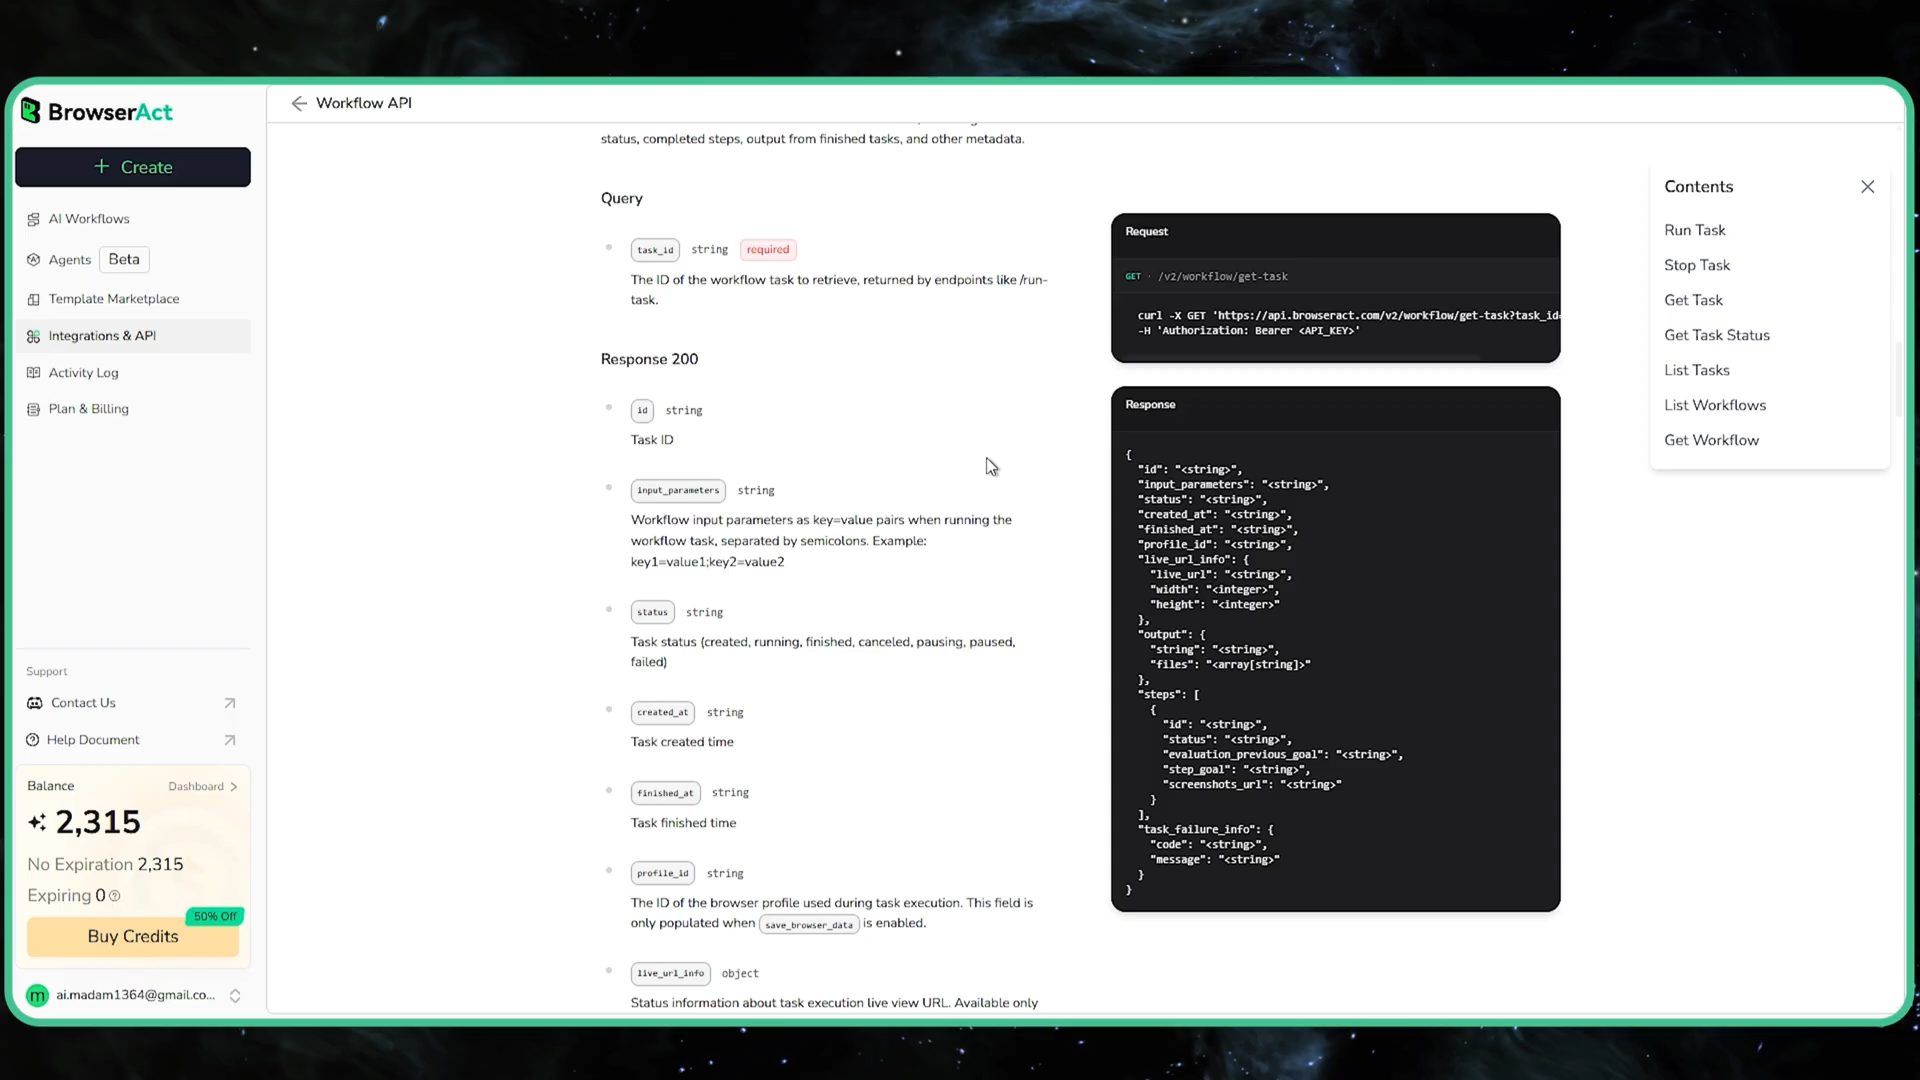 BrowserAct
+ Create
AI Workflows
Agents Beta
Template Marketplace
Integrations & API
Activity Log
Plan & Billing
Support
Contact Us
Help Document
Balance
Dashboard >
2,315
No Expiration 2,315
Expiring 0
50% Off
Buy Credits
m
ai.madam1364@gmail.co...
Workflow API
status, completed steps, output from finished tasks, and other metadata.
Query
task_id string required
The ID of the workflow task to retrieve, returned by endpoints like /run-
task.
Response 200
id string
Task ID
input_parameters string
Workflow input parameters as key=value pairs when running the
workflow task, separated by semicolons. Example:
key1=value1;key2=value2
status string
Task status (created, running, finished, canceled, pausing, paused,
failed)
created_at string
Task created time
finished_at string
Task finished time
profile_id string
The ID of the browser profile used during task execution. This field is
only populated when save_browser_data is enabled.
live_url_info object
Status information about task execution live view URL. Available only
Request
GET · /v2/workflow/get-task
curl -X GET 'https://api.browseract.com/v2/workflow/get-task?task_id=
-H 'Authorization: Bearer <API_KEY>'
Response
{
"id": "<string>",
"input_parameters": "<string>",
"status": "<string>",
"created_at": "<string>",
"finished_at": "<string>",
"profile_id": "<string>",
"live_url_info": {
"live_url": "<string>",
"width": "<integer>",
"height": "<integer>"
},
"output": {
"string": "<string>",
"files": "<array[string]>"
},
"steps": [
{
"id": "<string>",
"status": "<string>",
"evaluation_previous_goal": "<string>",
"step_goal": "<string>",
"screenshots_url": "<string>"
}
],
"task_failure_info": {
"code": "<string>",
"message": "<string>"
}
}
Contents
Run Task
Stop Task
Get Task
Get Task Status
List Tasks
List Workflows
Get Workflow